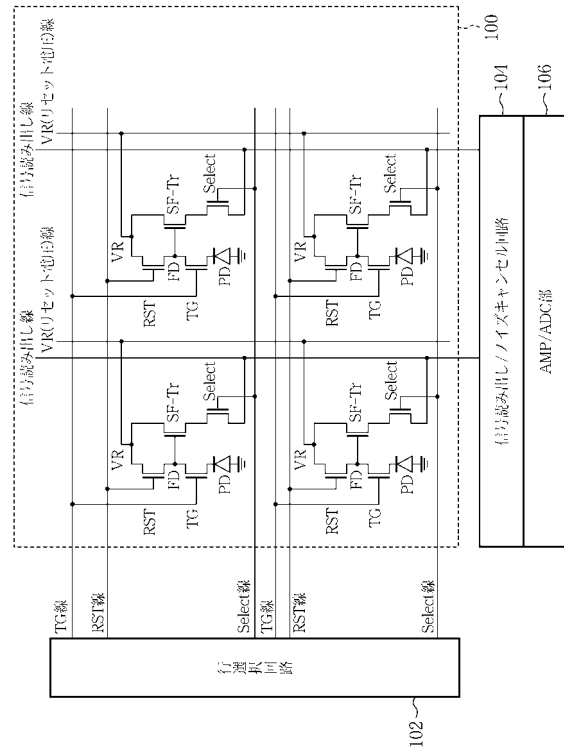 信号読み出し線
VR(リセット電圧)線
信号読み出し線
VR(リセット電圧)線
100
TG線
RST線
Select線
TG線
RST線
Select線
行選択回路
102
VR
RST
FD
SF-Tr
TG
PD
Select
VR
RST
FD
SF-Tr
TG
PD
Select
VR
RST
FD
SF-Tr
TG
PD
Select
VR
RST
FD
SF-Tr
TG
PD
Select
信号読み出し/ノイズキャンセル回路
104
AMP/ADC部
106